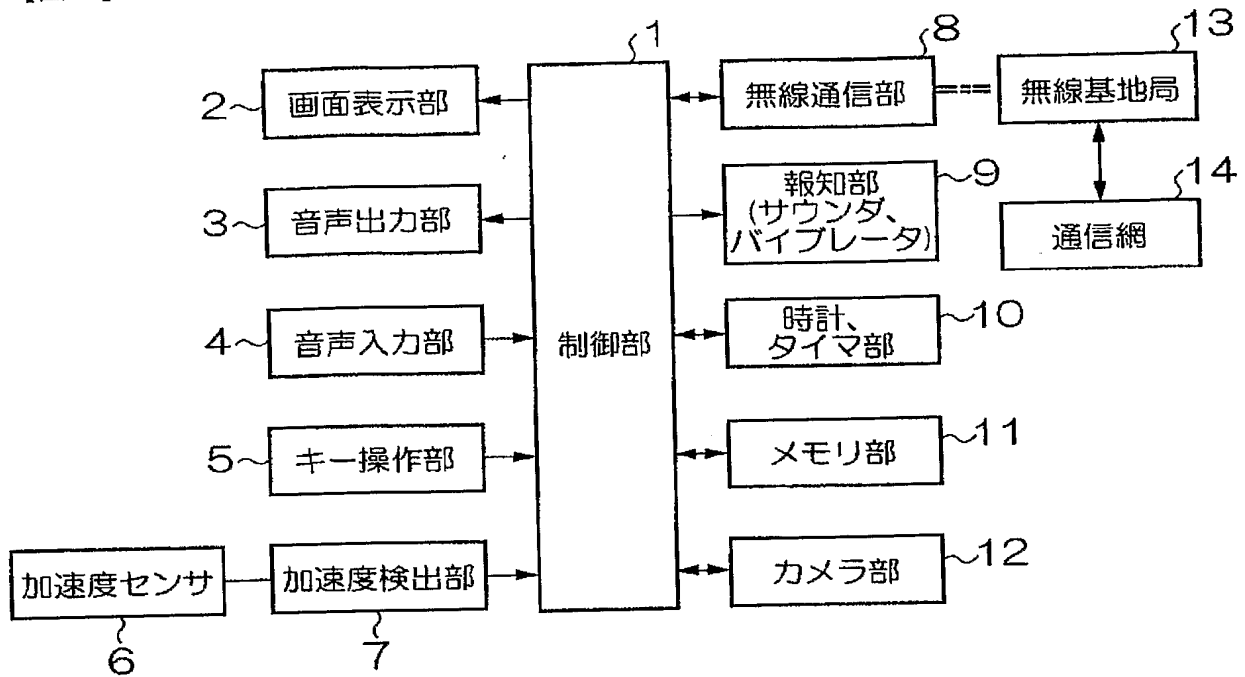 1
8
13
2
画面表示部
無線通信部
無線基地局
3
音声出力部
報知部
(サウンダ、
バイブレータ)
9
14
通信網
4
音声入力部
制御部
時計、
タイマ部
10
5
キー操作部
メモリ部
11
加速度センサ
加速度検出部
カメラ部
12
6
7